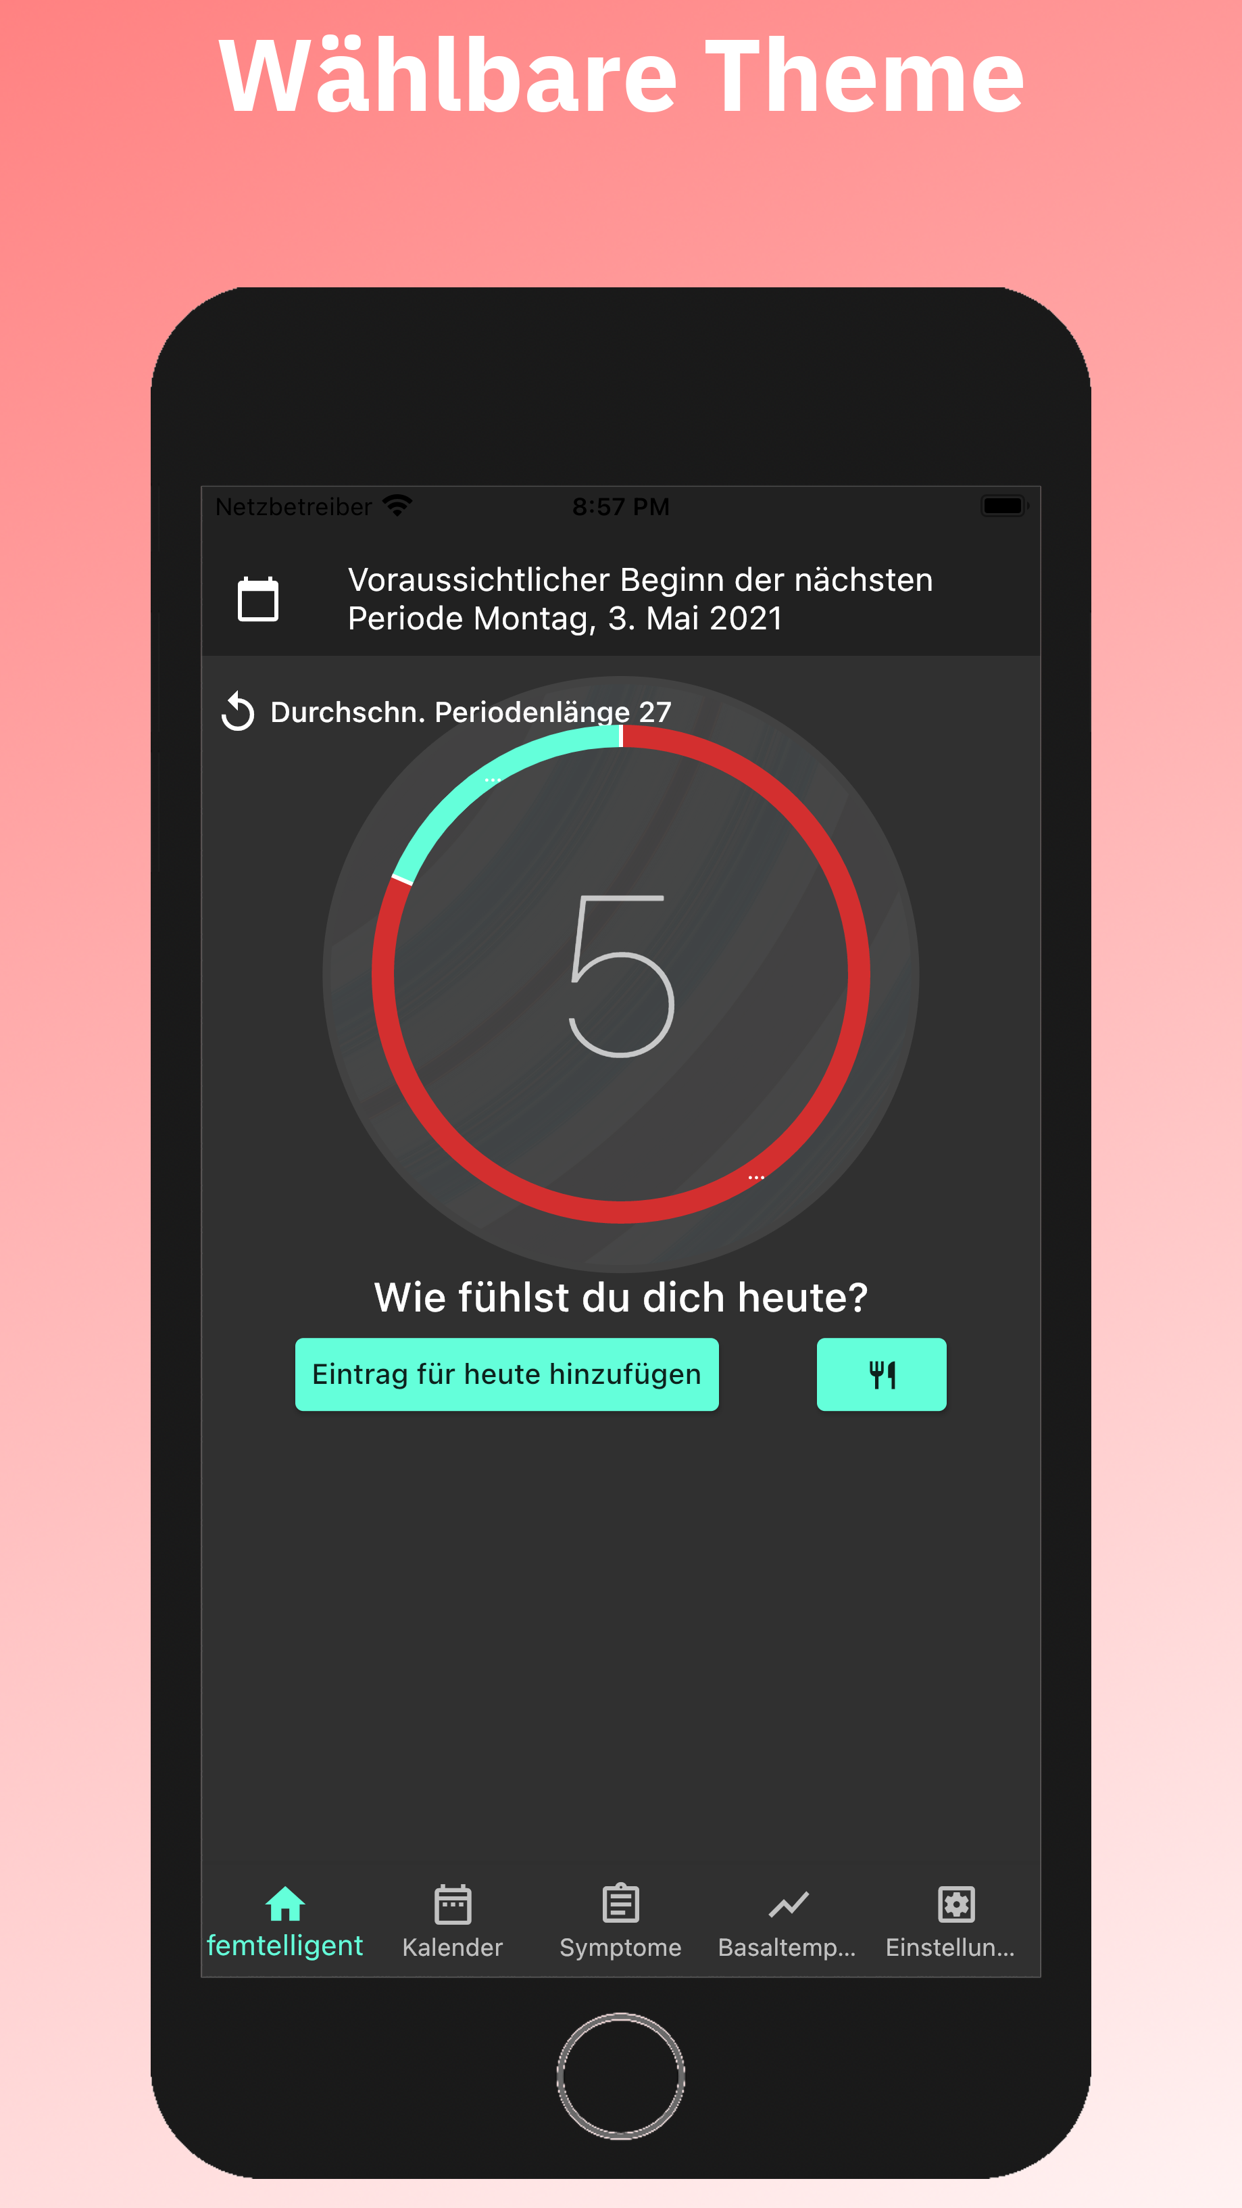 Wählbare Theme
Netzbetreiber
8:57 PM
Voraussichtlicher Beginn der nächsten
Periode Montag, 3. Mai 2021
Durchschn. Periodenlänge 27
...
5
...
Wie fühlst du dich heute?
Eintrag für heute hinzufügen
femtelligent
Kalender
Symptome
Basaltemp...
Einstellun...